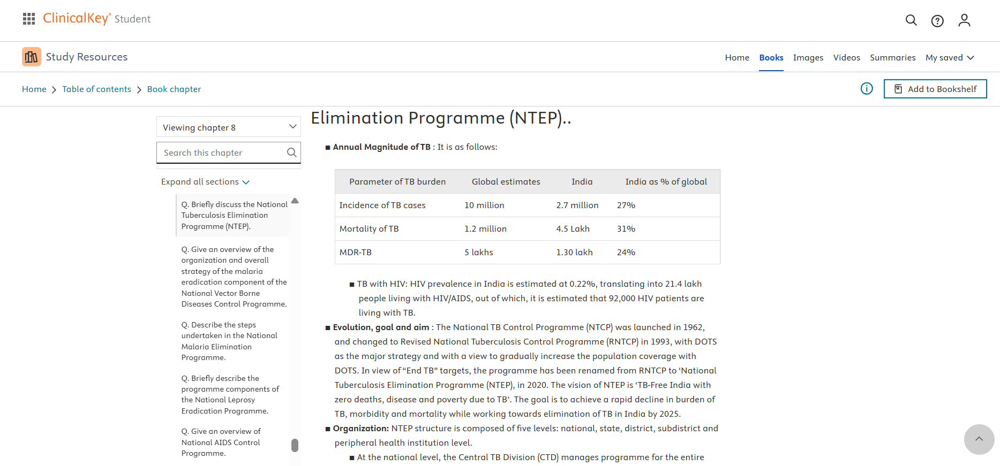 ClinicalKey® Student
Study Resources
Home Books Images Videos Summaries My saved
Home > Table of contents > Book chapter
Add to Bookshelf
Viewing chapter 8
Search this chapter
Expand all sections
Q. Briefly discuss the National
Tuberculosis Elimination
Programme (NTEP).
Q. Give an overview of the
organization and overall
strategy of the malaria
eradication component of the
National Vector Borne
Diseases Control Programme.
Q. Describe the steps
undertaken in the National
Malaria Elimination
Programme.
Q. Briefly describe the
programme components of
the National Leprosy
Eradication Programme.
Q. Give an overview of
National AIDS Control
Programme.
Elimination Programme (NTEP)..
■ Annual Magnitude of TB : It is as follows:
Parameter of TB burden Global estimates India India as % of global
Incidence of TB cases 10 million 2.7 million 27%
Mortality of TB 1.2 million 4.5 Lakh 31%
MDR-TB 5 lakhs 1.30 lakh 24%
■ TB with HIV: HIV prevalence in India is estimated at 0.22%, translating into 21.4 lakh
people living with HIV/AIDS, out of which, it is estimated that 92,000 HIV patients are
living with TB.
■ Evolution, goal and aim : The National TB Control Programme (NTCP) was launched in 1962,
and changed to Revised National Tuberculosis Control Programme (RNTCP) in 1993, with DOTS
as the major strategy and with a view to gradually increase the population coverage with
DOTS. In view of “End TB” targets, the programme has been renamed from RNTCP to ‘National
Tuberculosis Elimination Programme (NTEP), in 2020. The vision of NTEP is ‘TB-Free India with
zero deaths, disease and poverty due to TB’. The goal is to achieve a rapid decline in burden of
TB, morbidity and mortality while working towards elimination of TB in India by 2025.
■ Organization: NTEP structure is composed of five levels: national, state, district, subdistrict and
peripheral health institution level.
■ At the national level, the Central TB Division (CTD) manages programme for the entire